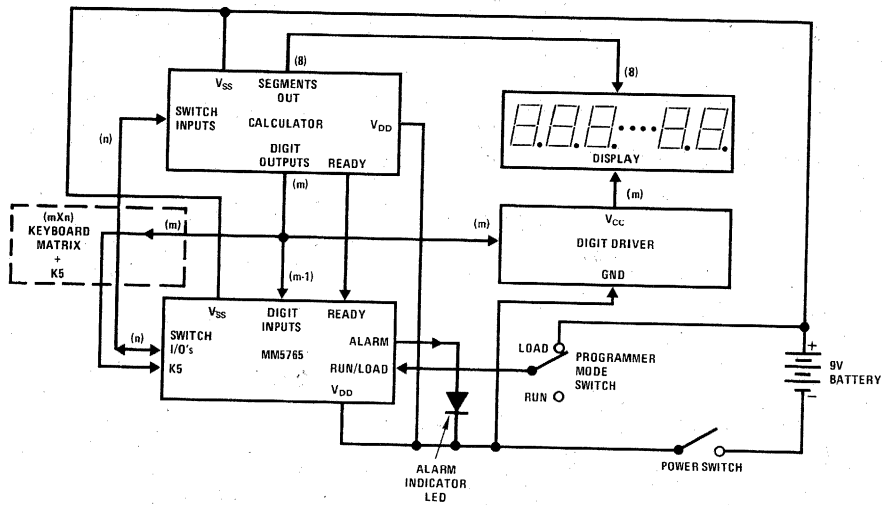 (8)
(8)
VSS
SEGMENTS
OUT
SWITCH
INPUTS
CALCULATOR
VDD
DIGIT
OUTPUTS
READY
(n)
(m)
DISPLAY
(m)
(mXn)
KEYBOARD
MATRIX
+
K5
(m)
(m)
VCC
DIGIT DRIVER
GND
(m-1)
VSS
DIGIT
INPUTS
READY
(n)
SWITCH
I/O's
MM5765
ALARM
K5
RUN/LOAD
VDD
LOAD
PROGRAMMER
MODE
SWITCH
RUN
+
9V
BATTERY
−
ALARM
INDICATOR
LED
POWER SWITCH